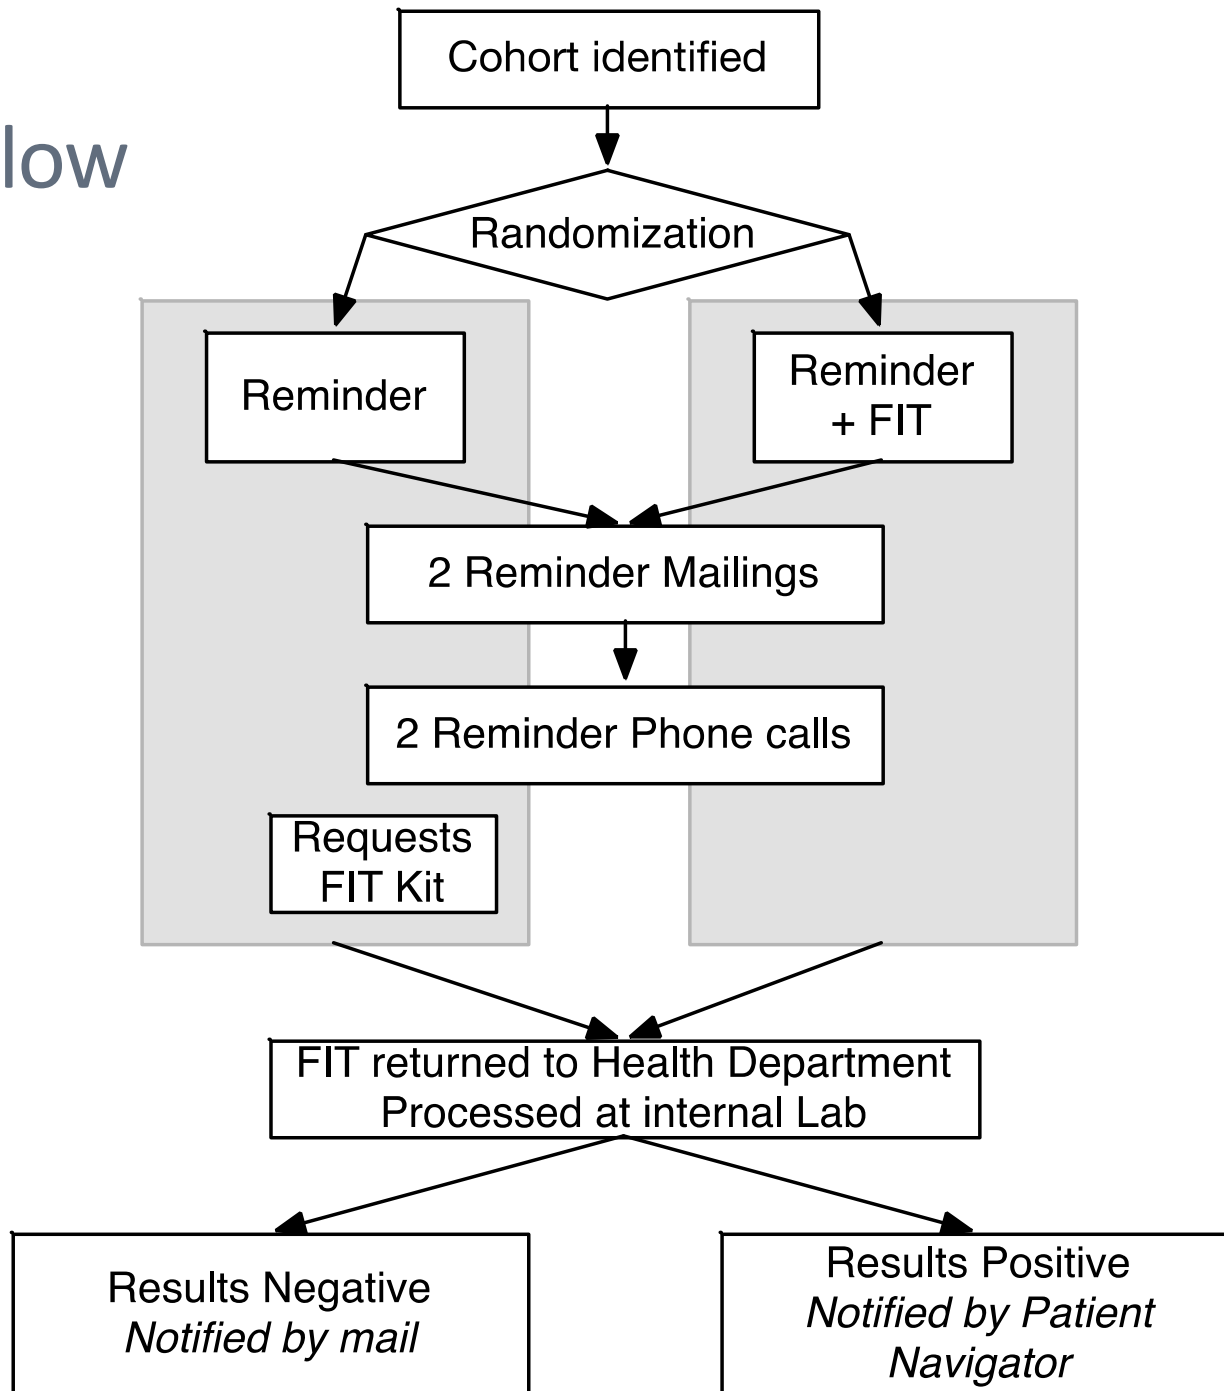 Cohort identified
low
Randomization
Reminder
Reminder
+ FIT
2 Reminder Mailings
2 Reminder Phone calls
Requests
FIT Kit
FIT returned to Health Department
Processed at internal Lab
Results Negative
Notified by mail
Results Positive
Notified by Patient
Navigator